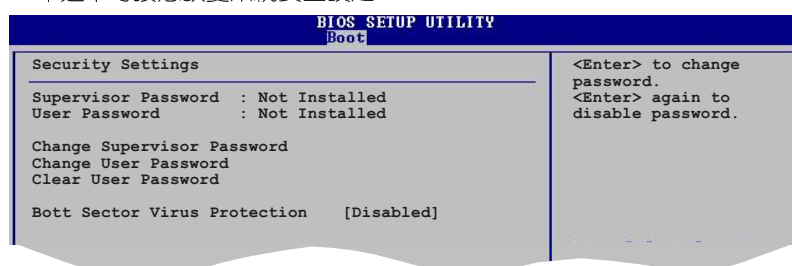 BIOS SETUP UTILITY
Boot
Security Settings
Supervisor Password : Not Installed
User Password : Not Installed
Change Supervisor Password
Change User Password
Clear User Password
Bott Sector Virus Protection [Disabled]
<Enter> to change
password.
<Enter> again to
disable password.